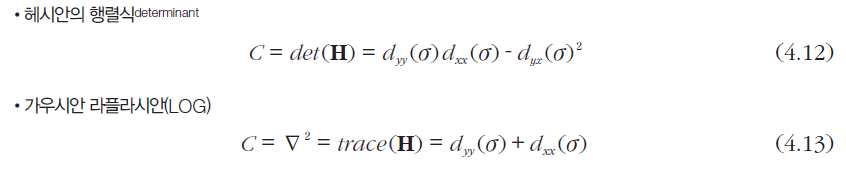 • 헤시안의 행렬식determinant
C = det(H) = d_yy(σ)d_xx(σ) - d_yx(σ)²  (4.12)
• 가우시안 라플라시안(LOG)
C = ∇² = trace(H) = d_yy(σ) + d_xx(σ)  (4.13)